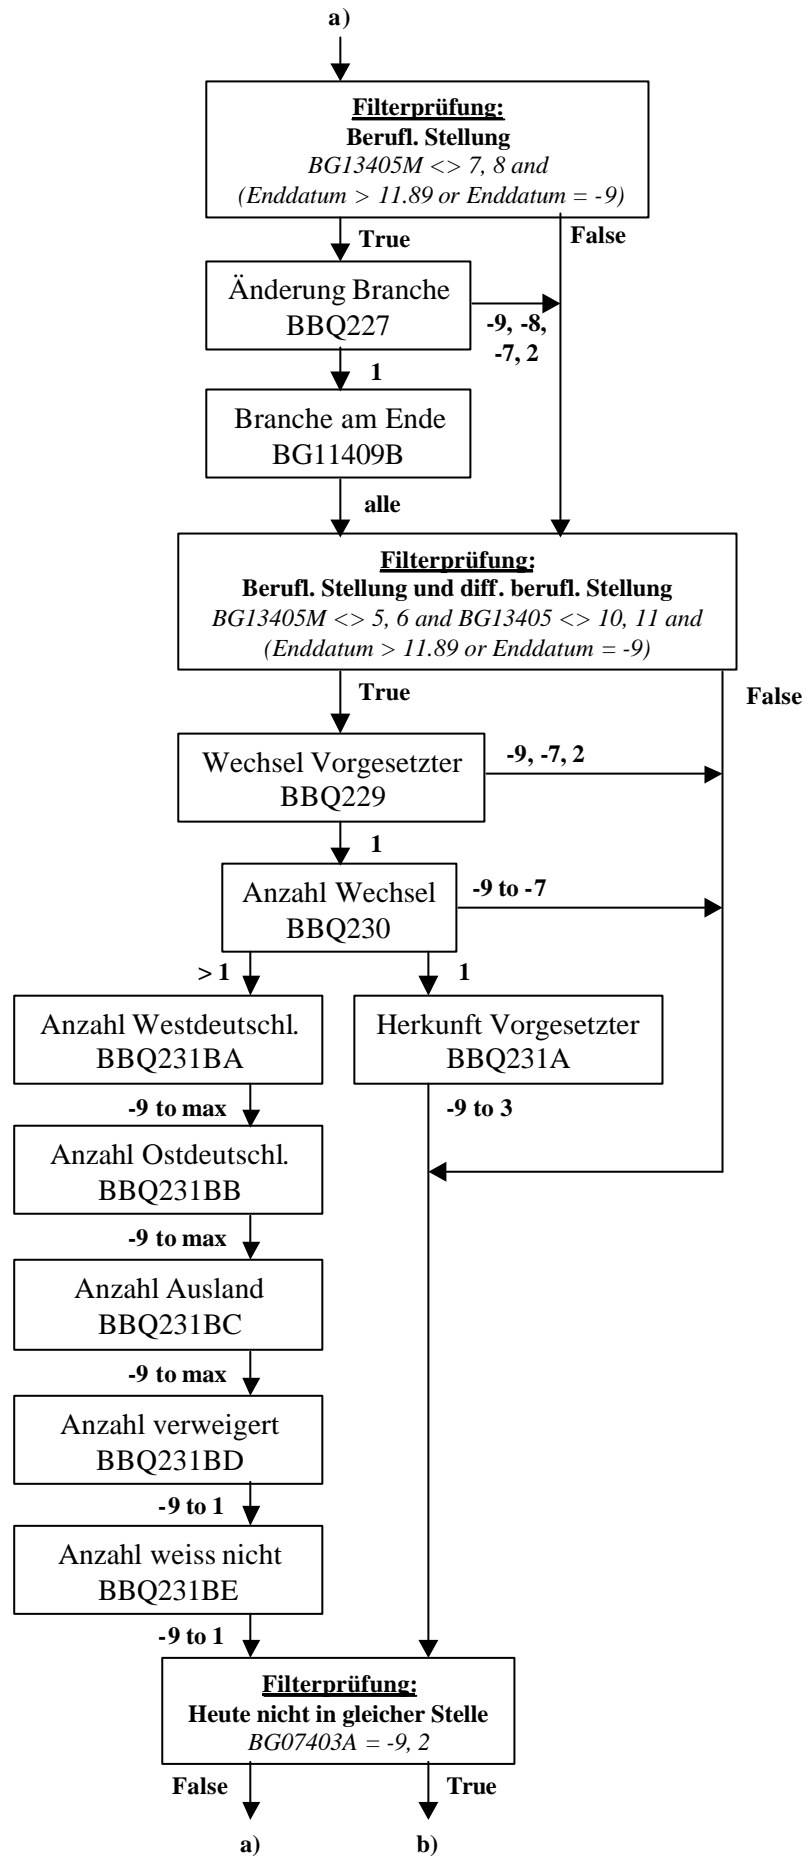 a)
Filterprüfung:
Berufl. Stellung
BG13405M <> 7, 8 and
(Enddatum > 11.89 or Enddatum = -9)
True
False
Änderung Branche
BBQ227
-9, -8,
-7, 2
1
Branche am Ende
BG11409B
alle
Filterprüfung:
Berufl. Stellung und diff. berufl. Stellung
BG13405M <> 5, 6 and BG13405 <> 10, 11 and
(Enddatum > 11.89 or Enddatum = -9)
True
False
Wechsel Vorgesetzter
BBQ229
-9, -7, 2
1
Anzahl Wechsel
BBQ230
-9 to -7
> 1
1
Anzahl Westdeutschl.
BBQ231BA
Herkunft Vorgesetzter
BBQ231A
-9 to max
-9 to 3
Anzahl Ostdeutschl.
BBQ231BB
-9 to max
Anzahl Ausland
BBQ231BC
-9 to max
Anzahl verweigert
BBQ231BD
-9 to 1
Anzahl weiss nicht
BBQ231BE
-9 to 1
Filterprüfung:
Heute nicht in gleicher Stelle
BG07403A = -9, 2
False
True
a)
b)